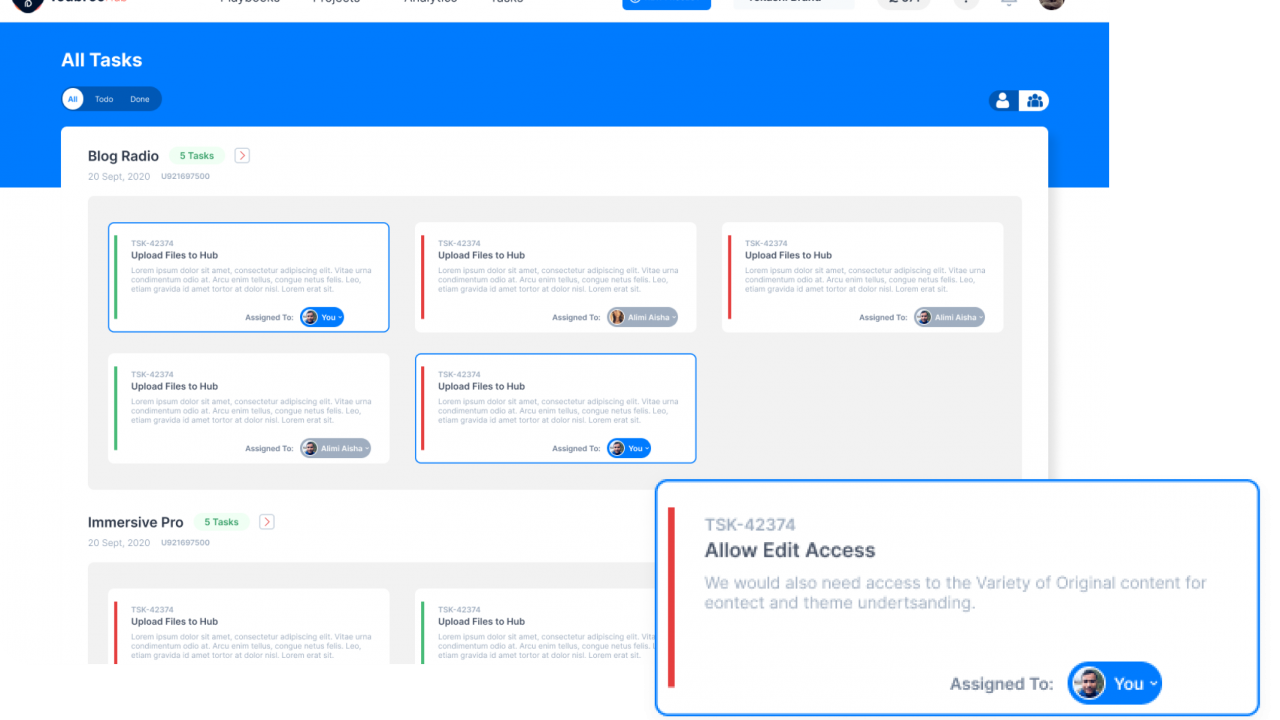 All Tasks
All Todo Done
Blog Radio 5 Tasks
20 Sept, 2020 U921697500
TSK-42374
Upload Files to Hub
Lorem ipsum dolor sit amet, consectetur adipiscing elit. Vitae urna
condimentum odio at. Arcu enim tellus, congue netus felis. Leo,
etiam gravida id amet tortor at dolor nisl. Lorem erat sit.
Assigned To: You
TSK-42374
Upload Files to Hub
Lorem ipsum dolor sit amet, consectetur adipiscing elit. Vitae urna
condimentum odio at. Arcu enim tellus, congue netus felis. Leo,
etiam gravida id amet tortor at dolor nisl. Lorem erat sit.
Assigned To: Alimi Aisha
TSK-42374
Upload Files to Hub
Lorem ipsum dolor sit amet, consectetur adipiscing elit. Vitae urna
condimentum odio at. Arcu enim tellus, congue netus felis. Leo,
etiam gravida id amet tortor at dolor nisl. Lorem erat sit.
Assigned To: Alimi Aisha
TSK-42374
Upload Files to Hub
Lorem ipsum dolor sit amet, consectetur adipiscing elit. Vitae urna
condimentum odio at. Arcu enim tellus, congue netus felis. Leo,
etiam gravida id amet tortor at dolor nisl. Lorem erat sit.
Assigned To: Alimi Aisha
TSK-42374
Upload Files to Hub
Lorem ipsum dolor sit amet, consectetur adipiscing elit. Vitae urna
condimentum odio at. Arcu enim tellus, congue netus felis. Leo,
etiam gravida id amet tortor at dolor nisl. Lorem erat sit.
Assigned To: You
Immersive Pro 5 Tasks
20 Sept, 2020 U921697500
TSK-42374
Upload Files to Hub
Lorem ipsum dolor sit amet, consectetur adipiscing elit. Vitae urna
condimentum odio at. Arcu enim tellus, congue netus felis. Leo,
etiam gravida id amet tortor at dolor nisl. Lorem erat sit.
TSK-42374
Upload Files to Hub
Lorem ipsum dolor sit amet, consectetur adipiscing elit. Vita
condimentum odio at. Arcu enim tellus, congue netus felis.
etiam gravida id amet tortor at dolor nisl. Lorem erat sit.
TSK-42374
Allow Edit Access
We would also need access to the Variety of Original content for
eontect and theme undertsanding.
Assigned To: You